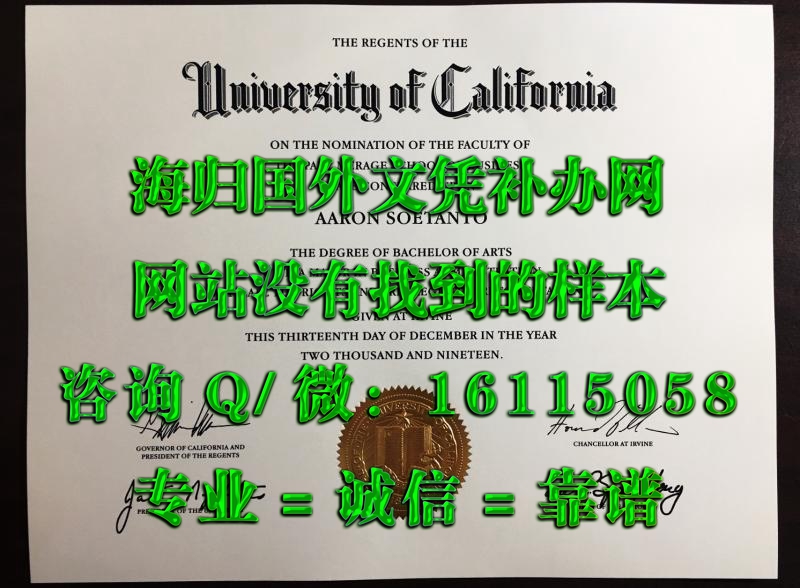 THE REGENTS OF THE
University of California
ON THE NOMINATION OF THE FACULTY OF
海归国外文凭补办网
AARON SOETANTO
THE DEGREE OF BACHELOR OF ARTS
网站没有找到的样本
GIVEN AT IRVINE
THIS THIRTEENTH DAY OF DECEMBER IN THE YEAR
TWO THOUSAND AND NINETEEN.
咨询 Q/ 微：16115058
GOVERNOR OF CALIFORNIA AND
PRESIDENT OF THE REGENTS
CHANCELLOR AT IRVINE
专业 = 诚信 = 靠谱